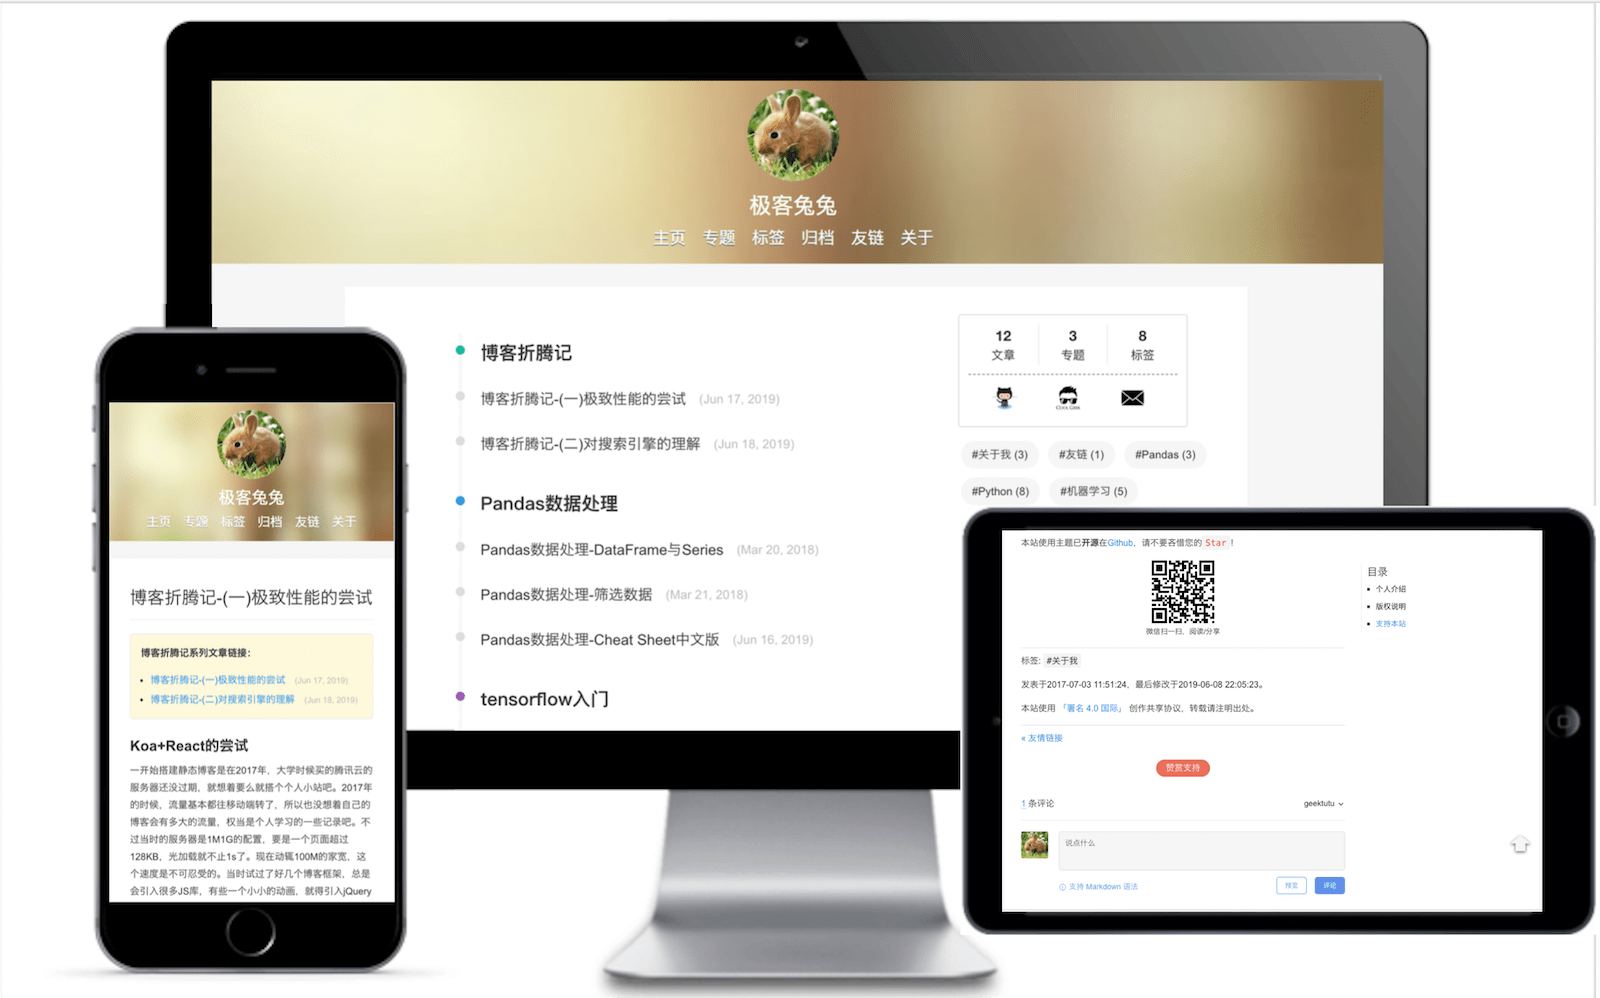 极客兔兔
主页 专题 标签 归档 友链 关于
博客折腾记
博客折腾记-(一)极致性能的尝试 (Jun 17, 2019)
博客折腾记-(二)对搜索引擎的理解 (Jun 18, 2019)
Pandas数据处理
Pandas数据处理-DataFrame与Series (Mar 20, 2018)
Pandas数据处理-筛选数据 (Mar 21, 2018)
Pandas数据处理-Cheat Sheet中文版 (Jun 16, 2019)
tensorflow入门
12 3 8
文章 专题 标签
COOL GEEK
#关于我 (3) #友链 (1) #Pandas (3)
#Python (8) #机器学习 (5)
极客兔兔
主页 专题 标签 归档 友链 关于
博客折腾记-(一)极致性能的尝试
博客折腾记系列文章链接：
博客折腾记-(一)极致性能的尝试 (Jun 17, 2019)
博客折腾记-(二)对搜索引擎的理解 (Jun 18, 2019)
Koa+React的尝试
一开始搭建静态博客是在2017年，大学时候买的腾讯云的
服务器还没过期，就想着要么就搭个个人小站吧。2017年
的时候，流量基本都往移动端转了，所以也没想着自己的
博客会有多大的流量，权当是个人学习的一些记录吧。不
过当时的服务器是1M1G的配置，要是一个页面超过
128KB，光加载就不止1s了。现在动辄100M的家宽，这
个速度是不可忍受的。当时试过了好几个博客框架，总是
会引入很多JS库，有些一个小小的动画，就得引入jQuery
本站使用主题已开源在Github，请不要吝惜您的 Star ！
微信扫一扫，阅读/分享
标签: #关于我
发表于2017-07-03 11:51:24，最后修改于2019-06-08 22:05:23。
本站使用 「署名 4.0 国际」 创作共享协议，转载请注明出处。
« 友情链接
赞赏支持
1 条评论 geektutu
说点什么
支持 Markdown 语法 预览 评论
目录
个人介绍
版权说明
支持本站